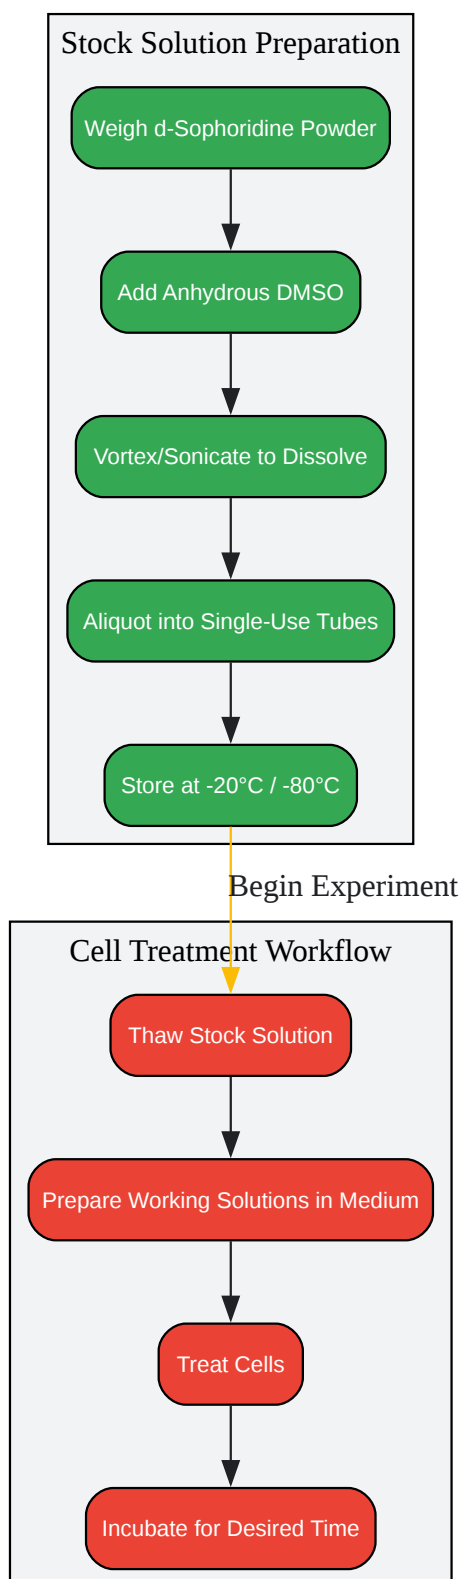 Stock Solution Preparation
Weigh d-Sophoridine Powder
Add Anhydrous DMSO
Vortex/Sonicate to Dissolve
Aliquot into Single-Use Tubes
Store at -20°C / -80°C
Begin Experiment
Cell Treatment Workflow
Thaw Stock Solution
Prepare Working Solutions in Medium
Treat Cells
Incubate for Desired Time